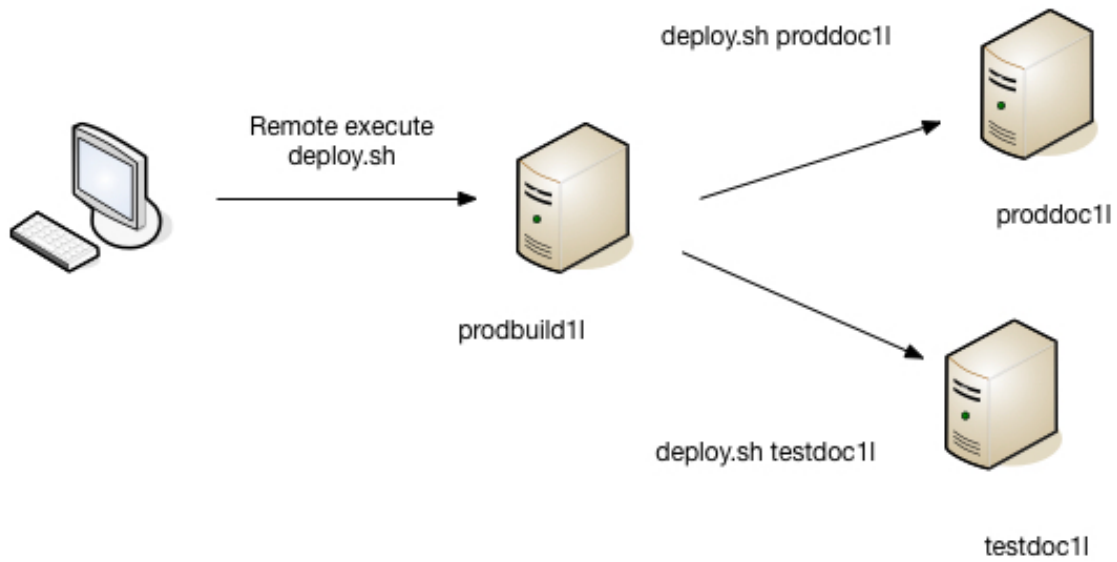 deploy.sh proddoc1l
Remote execute
deploy.sh
proddoc1l
prodbuild1l
deploy.sh testdoc1l
testdoc1l